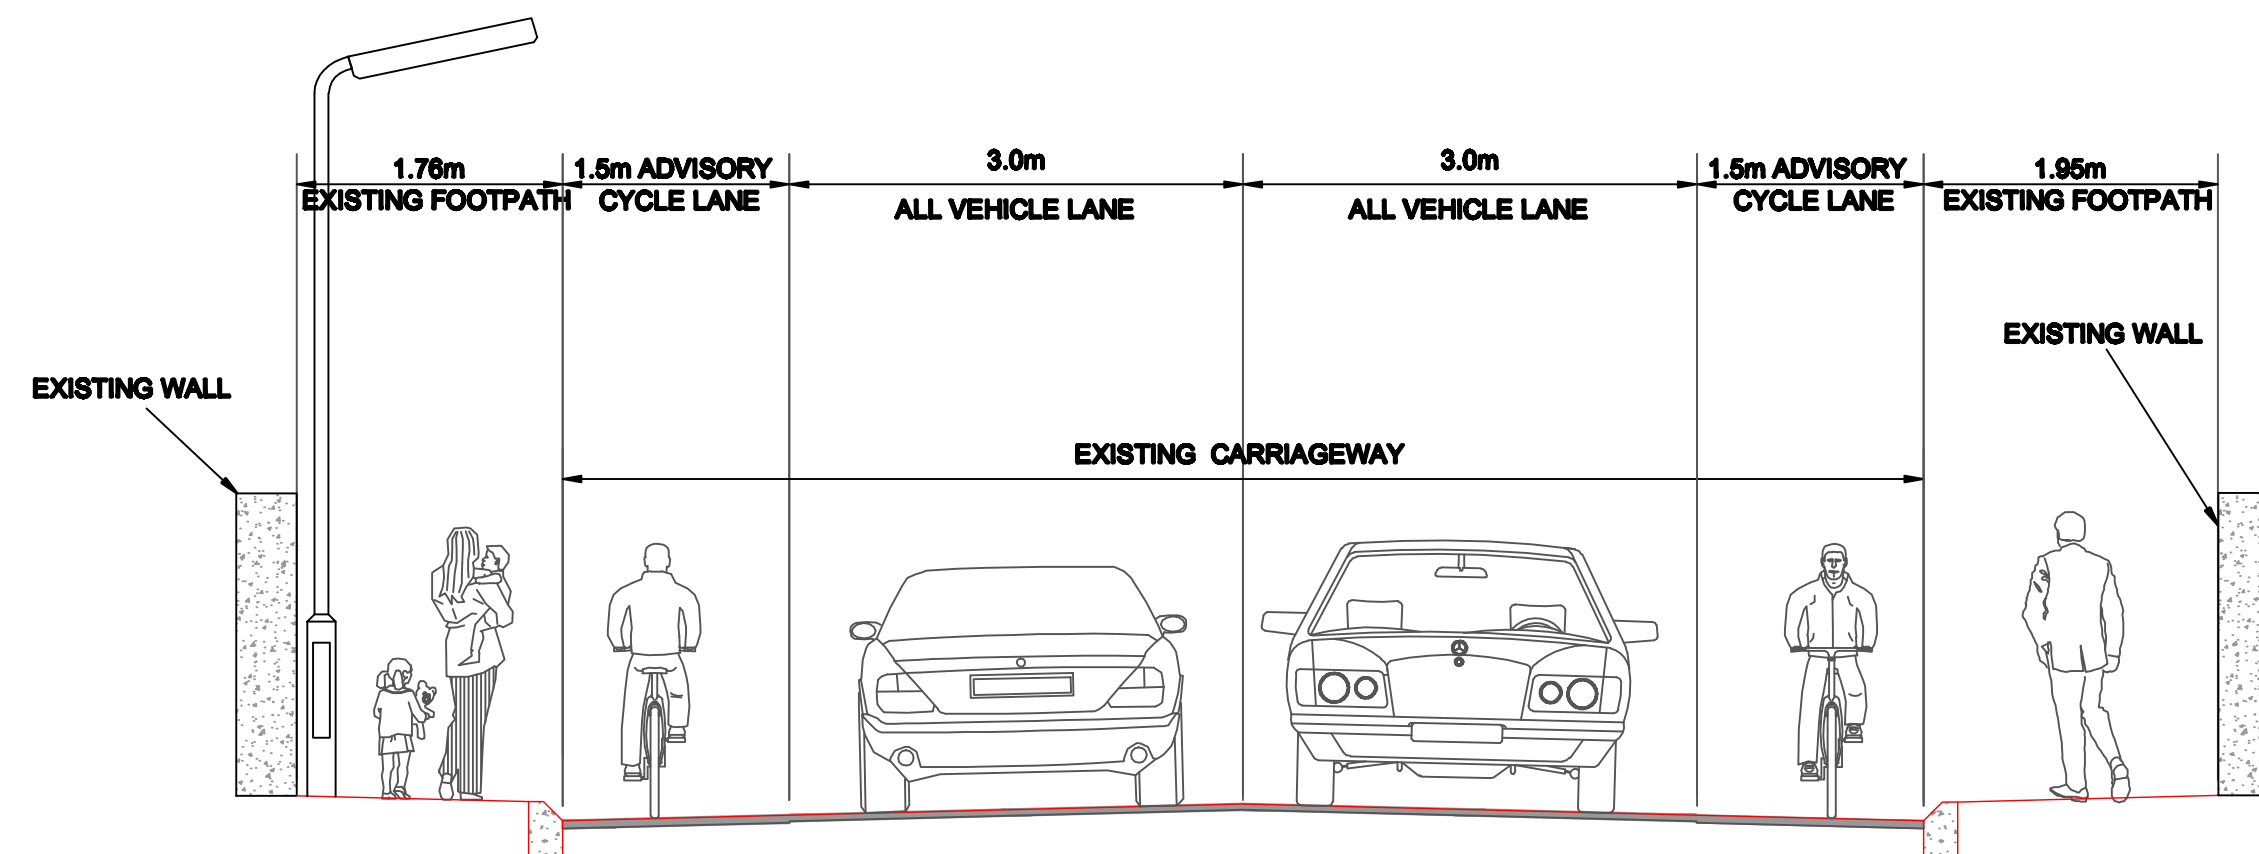 1.76m
EXISTING FOOTPATH
1.5m ADVISORY
CYCLE LANE
3.0m
ALL VEHICLE LANE
3.0m
ALL VEHICLE LANE
1.5m ADVISORY
CYCLE LANE
1.95m
EXISTING FOOTPATH
EXISTING WALL
EXISTING WALL
EXISTING CARRIAGEWAY